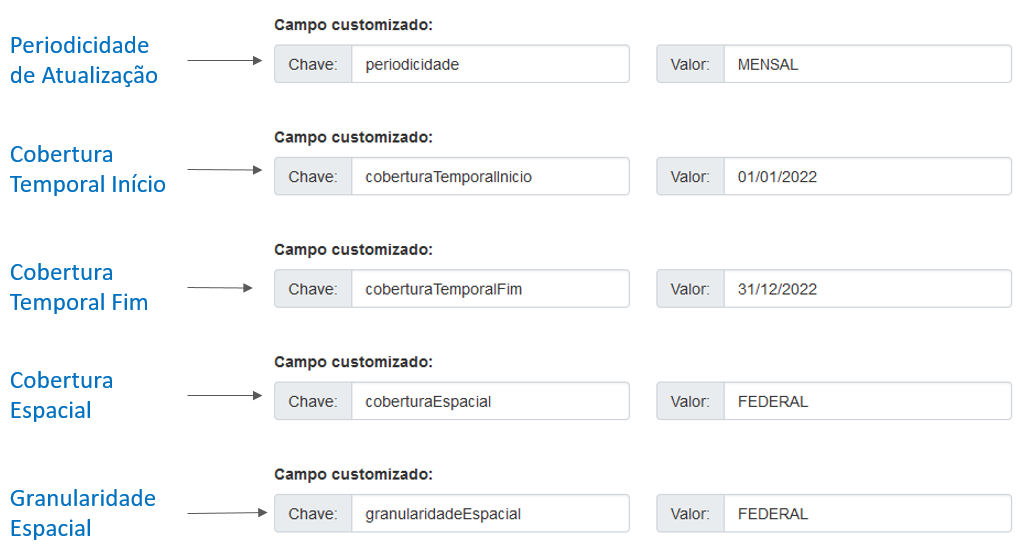 Campo customizado:
Periodicidade
de Atualização
Chave: periodicidade Valor: MENSAL
Campo customizado:
Cobertura
Temporal Início
Chave: coberturaTemporalInicio Valor: 01/01/2022
Campo customizado:
Cobertura
Temporal Fim
Chave: coberturaTemporalFim Valor: 31/12/2022
Campo customizado:
Cobertura
Espacial
Chave: coberturaEspacial Valor: FEDERAL
Campo customizado:
Granularidade
Espacial
Chave: granularidadeEspacial Valor: FEDERAL